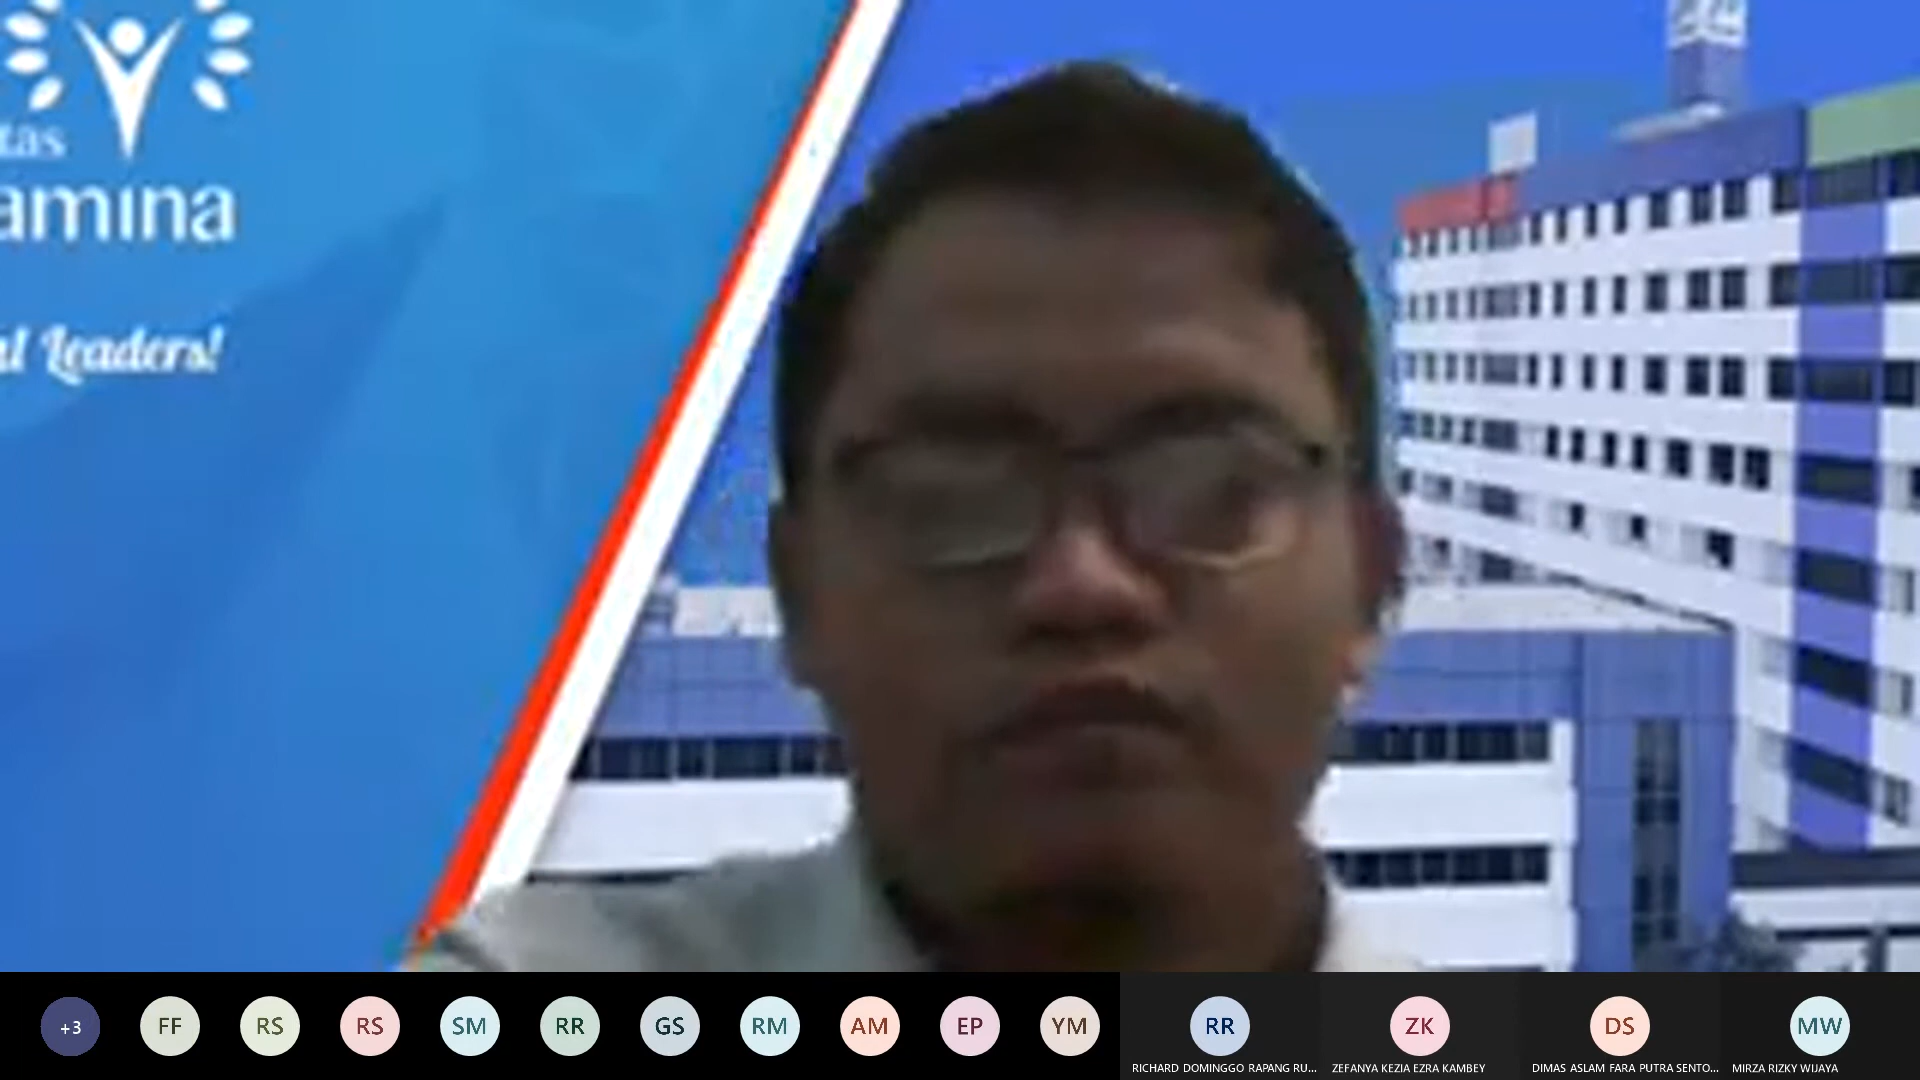 tas
amina
al Leaders!
+3
FF
RS
RS
SM
RR
GS
RM
AM
EP
YM
RR
ZK
DS
MW
RICHARD DOMINGGO RAPANG RU...
ZEFANYA KEZIA EZRA KAMBEY
DIMAS ASLAM FARA PUTRA SENTO...
MIRZA RIZKY WIJAYA